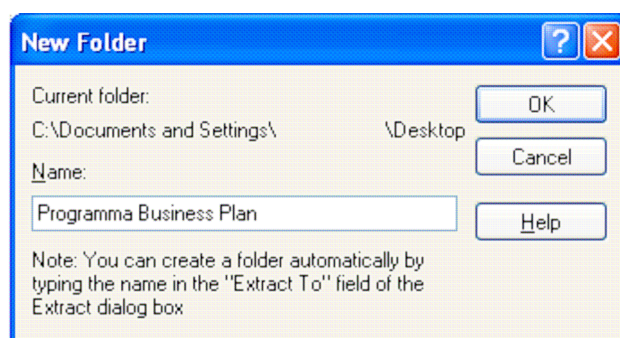 New Folder
Current folder:
C:\Documents and Settings\ \Desktop
Name:
Programma Business Plan
Note: You can create a folder automatically by
typing the name in the "Extract To" field of the
Extract dialog box
OK
Cancel
Help